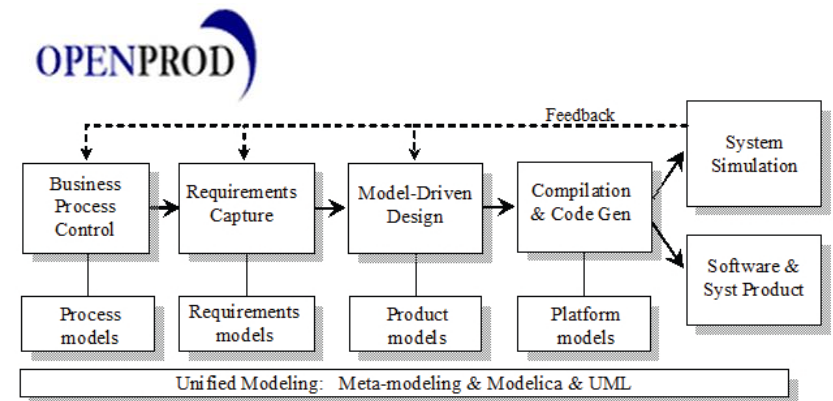 OPENPROD
Feedback
System
Simulation
Business
Process
Control
Requirements
Capture
Model-Driven
Design
Compilation
& Code Gen
Software &
Syst Product
Process
models
Requirements
models
Product
models
Platform
models
Unified Modeling: Meta-modeling & Modelica & UML